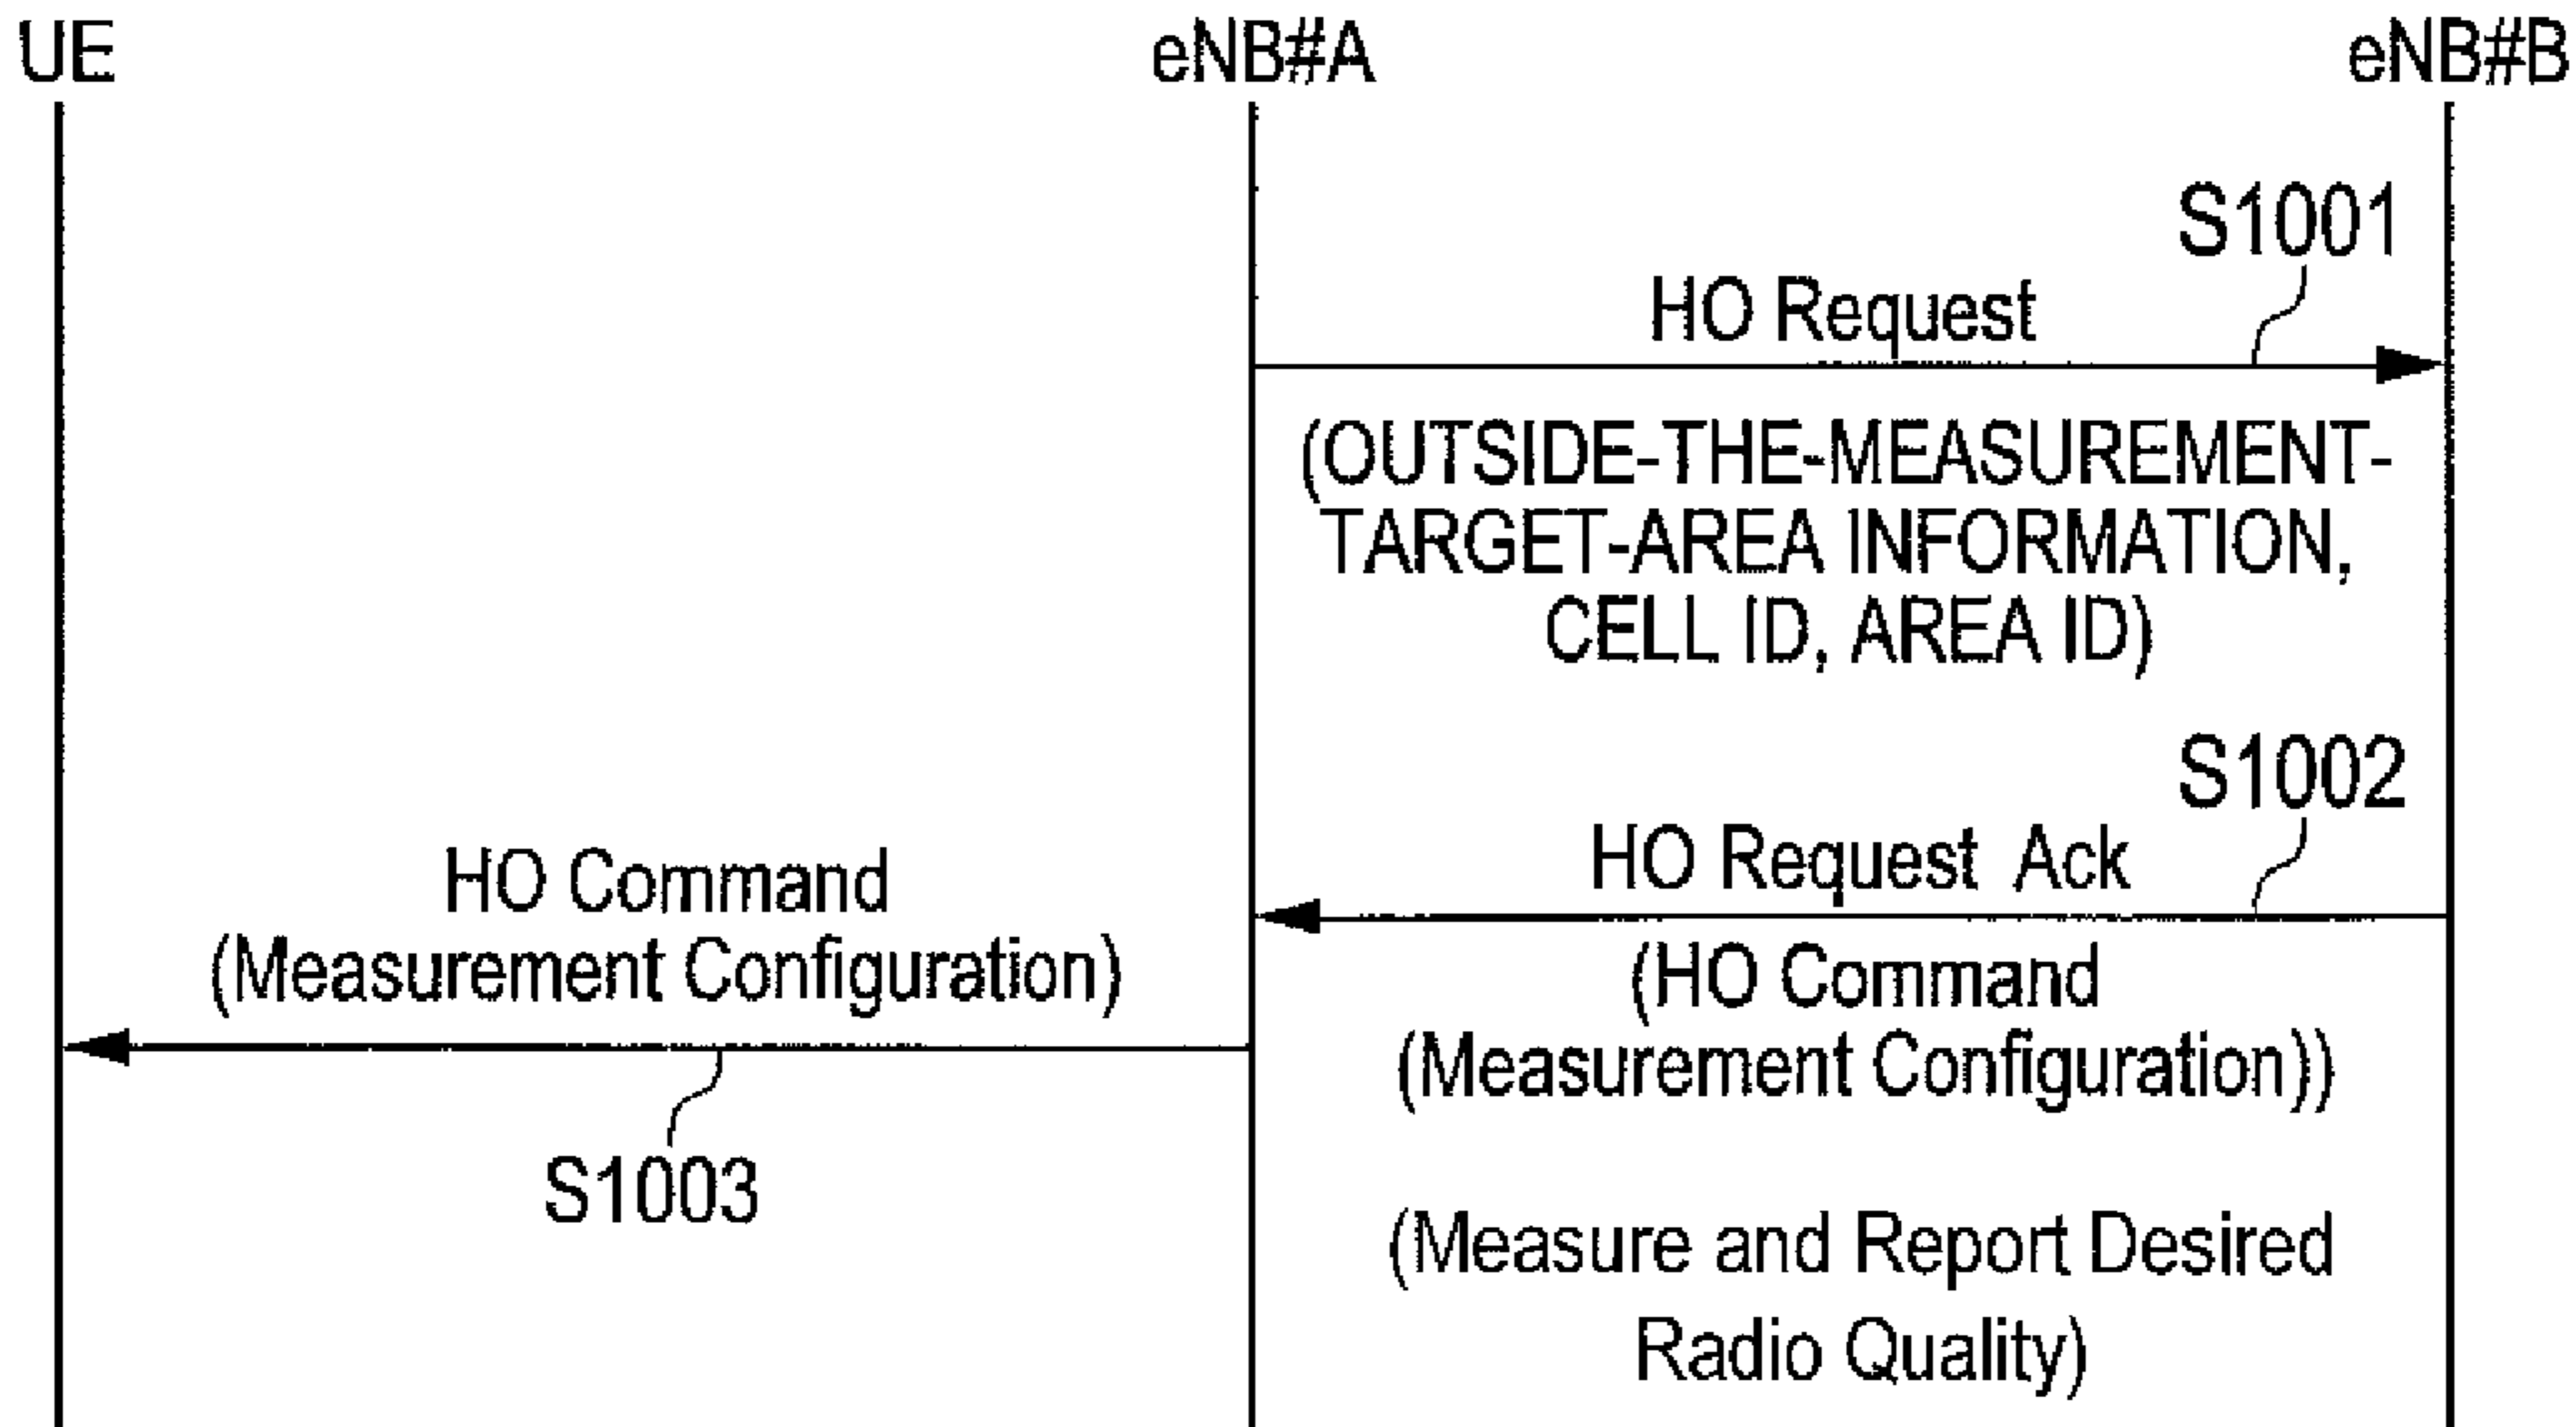 UE
eNB#A
eNB#B
S1001
HO Request
(OUTSIDE-THE-MEASUREMENT-
TARGET-AREA INFORMATION,
CELL ID, AREA ID)
S1002
HO Request Ack
(HO Command
(Measurement Configuration))
HO Command
(Measurement Configuration)
S1003
(Measure and Report Desired
Radio Quality)